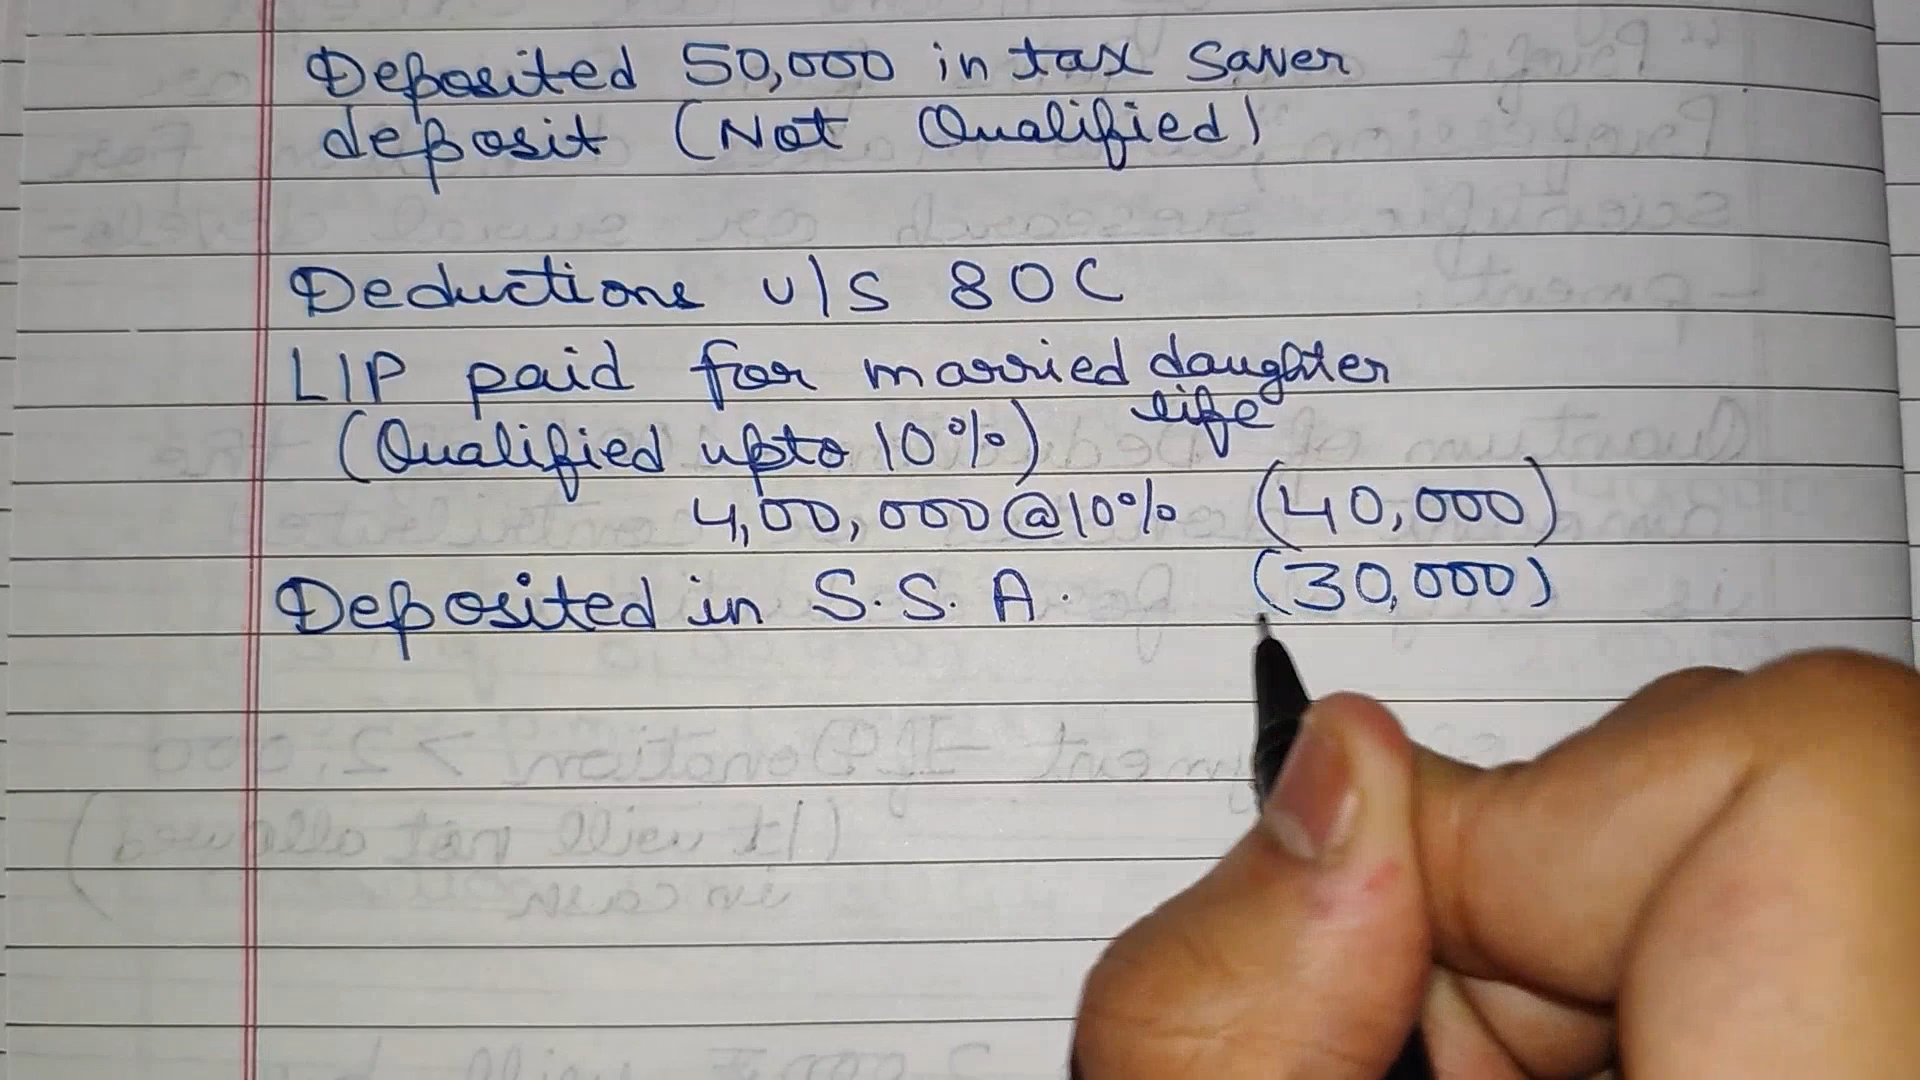 Deposited 50,000 in tax saver
deposit (Not Qualified)
Deductions u/s 80C
LIP paid for married daughter
life
(Qualified upto 10%)
4,00,000@10% (40,000)
Deposited in S.S.A. (30,000)